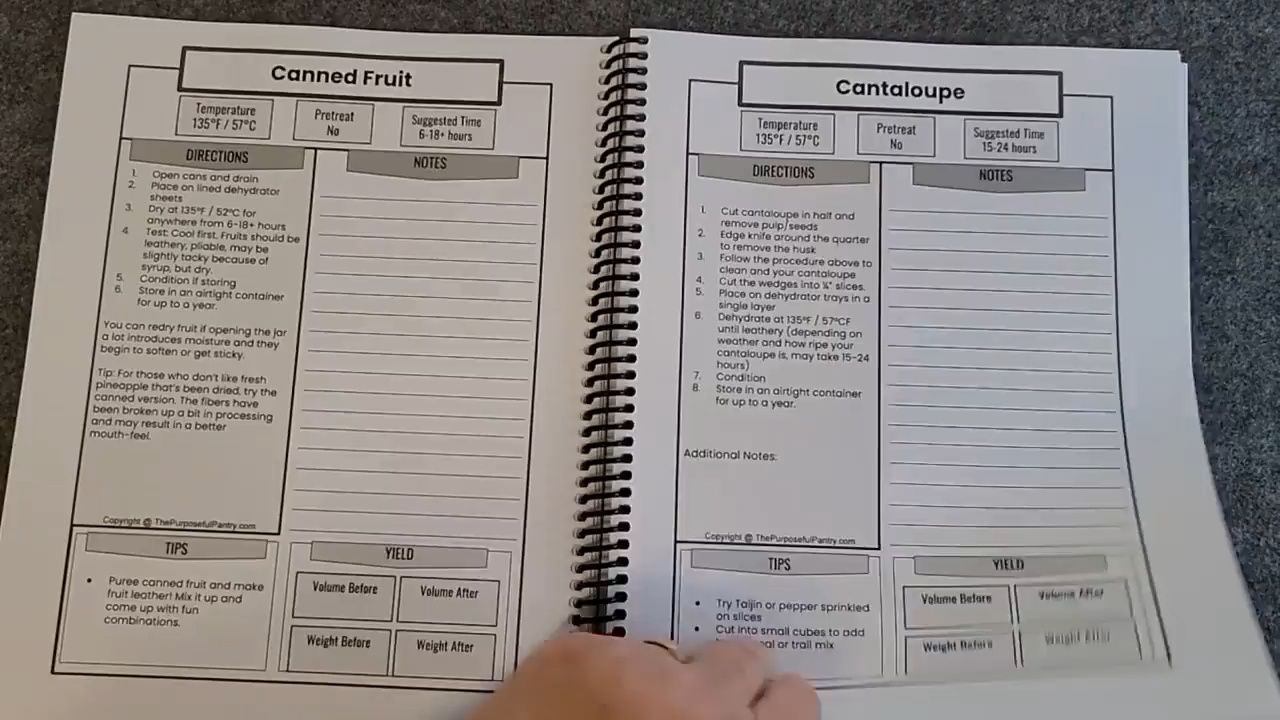 Canned Fruit
Temperature
135°F / 57°C
Pretreat
No
Suggested Time
6-18+ hours
DIRECTIONS
1. Open cans and drain
2. Place on lined dehydrator
sheets
3. Dry at 135°F / 52°C for
anywhere from 6-18+ hours
4. Test: Cool first. Fruits should be
leathery, pliable, may be
slightly tacky because of
syrup, but dry.
5. Condition if storing
6. Store in an airtight container
for up to a year.
You can redry fruit if opening the jar
a lot introduces moisture and they
begin to soften or get sticky.
Tip: For those who don't like fresh
pineapple that's been dried, try the
canned version. The fibers have
been broken up a bit in processing
and may result in a better
mouth-feel.
Copyright @ ThePurposefulPantry.com
NOTES
TIPS
• Puree canned fruit and make
fruit leather! Mix it up and
come up with fun
combinations.
YIELD
Volume Before
Volume After
Weight Before
Weight After
Cantaloupe
Temperature
135°F / 57°C
Pretreat
No
Suggested Time
15-24 hours
DIRECTIONS
1. Cut cantaloupe in half and
remove pulp/seeds
2. Edge knife around the quarter
to remove the husk
3. Follow the procedure above to
clean and your cantaloupe
4. Cut the wedges into ¼" slices.
5. Place on dehydrator trays in a
single layer
6. Dehydrate at 135°F / 57°CF
until leathery (depending on
weather and how ripe your
cantaloupe is, may take 15-24
hours)
7. Condition
8. Store in an airtight container
for up to a year.
Additional Notes:
Copyright @ ThePurposefulPantry.com
NOTES
TIPS
• Try Taijin or pepper sprinkled
on slices
• Cut into small cubes to add
or trail mix
YIELD
Volume Before
Volume After
Weight Before
Weight After